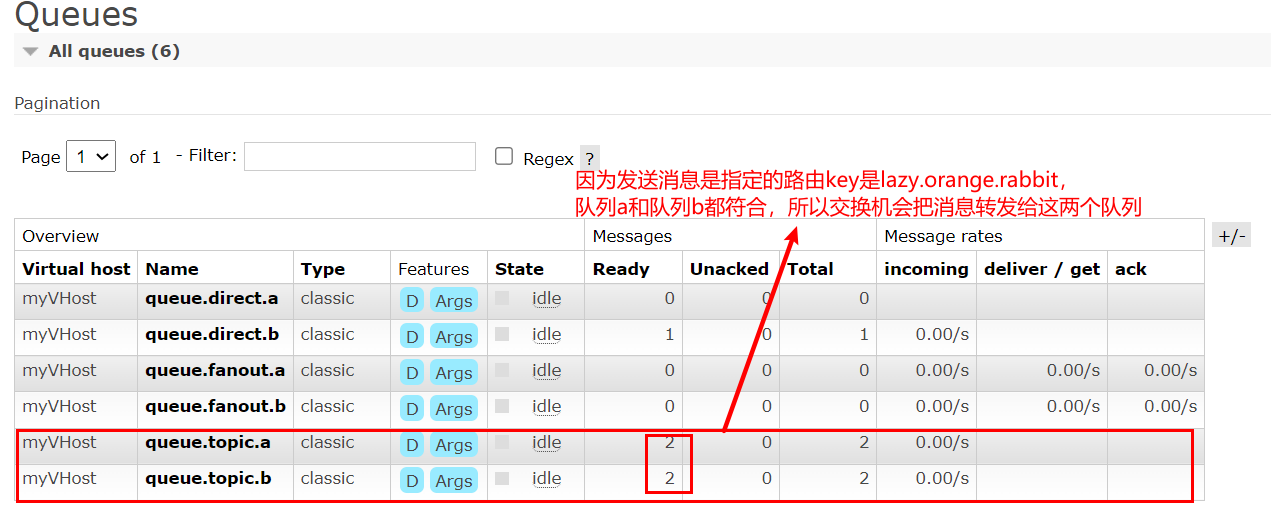 Queues
All queues (6)
Pagination
Page 1 of 1 - Filter: Regex ?
因为发送消息是指定的路由key是lazy.orange.rabbit，
队列a和队列b都符合，所以交换机会把消息转发给这两个队列
Overview Messages Message rates +/-
Virtual host Name Type Features State Ready Unacked Total incoming deliver / get ack
myVHost queue.direct.a classic D Args idle 0 0 0
myVHost queue.direct.b classic D Args idle 1 0 1 0.00/s
myVHost queue.fanout.a classic D Args idle 0 0 0 0.00/s 0.00/s 0.00/s
myVHost queue.fanout.b classic D Args idle 0 0 0 0.00/s 0.00/s 0.00/s
myVHost queue.topic.a classic D Args idle 2 0 2 0.00/s
myVHost queue.topic.b classic D Args idle 2 0 2 0.00/s